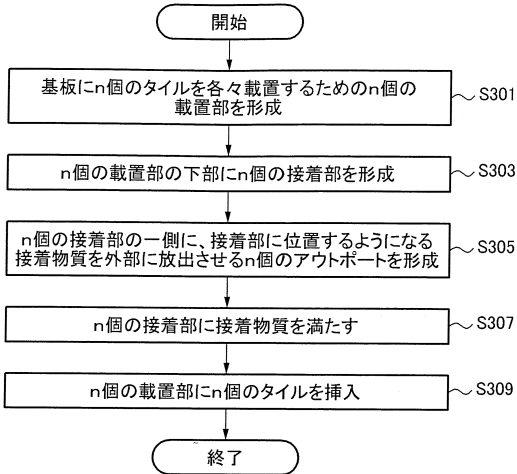 開始
基板にn個のタイルを各々載置するためのn個の
載置部を形成
S301
n個の載置部の下部にn個の接着部を形成
S303
n個の接着部の一側に、接着部に位置するようになる
接着物質を外部に放出させるn個のアウトポートを形成
S305
n個の接着部に接着物質を満たす
S307
n個の載置部にn個のタイルを挿入
S309
終了